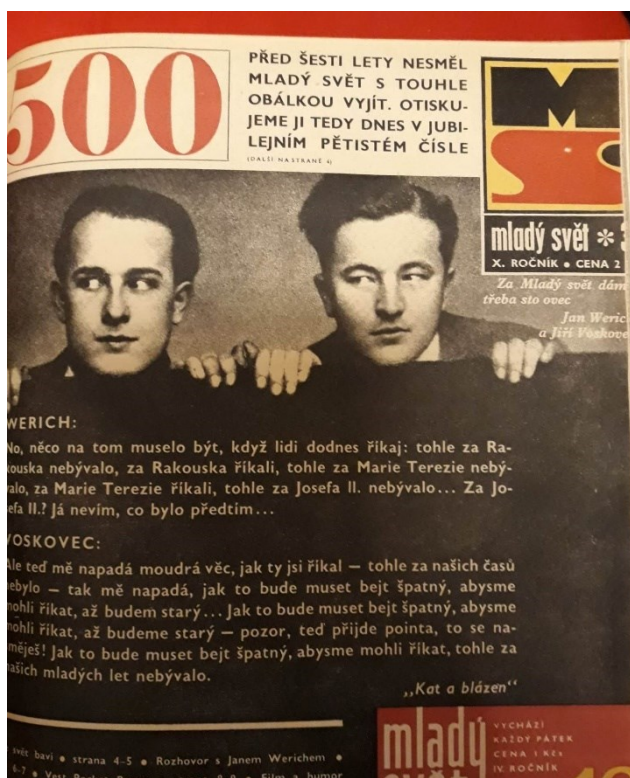 500
PŘED ŠESTI LETY NESMĚL
MLADÝ SVĚT S TOUHLE
OBÁLKOU VYJÍT. OTISKU-
JEME JI TEDY DNES V JUBI-
LEJNÍM PĚTISTÉM ČÍSLE
(DALŠÍ NA STRANĚ 4)
MS
mladý svět * 3
X. ROČNÍK • CENA 2
Za Mladý svět dám
třeba sto ovec
Jan Weric
a Jiří Voskove
WERICH:
No, něco na tom muselo být, když lidi dodnes říkaj: tohle za Ra-
kouska nebývalo, za Rakouska říkali, tohle za Marie Terezie nebý-
valo, za Marie Terezie říkali, tohle za Josefa II. nebývalo... Za Jo-
efa II.? Já nevím, co bylo předtím...
VOSKOVEC:
Ale teď mě napadá moudrá věc, jak ty jsi říkal — tohle za našich časů
nebylo — tak mě napadá, jak to bude muset bejt špatný, abysme
mohli říkat, až budem starý... Jak to bude muset bejt špatný, abysme
mohli říkat, až budeme starý — pozor, teď přijde pointa, to se na-
směješ! Jak to bude muset bejt špatný, abysme mohli říkat, tohle za
našich mladých let nebývalo.
„Kat a blázen“
svět baví • strana 4-5 • Rozhovor s Janem Werichem •
6-7 •
mladý
VYCHÁZÍ
KAŽDÝ PÁTEK
CENA 1 Kčs
IV. ROČNÍK